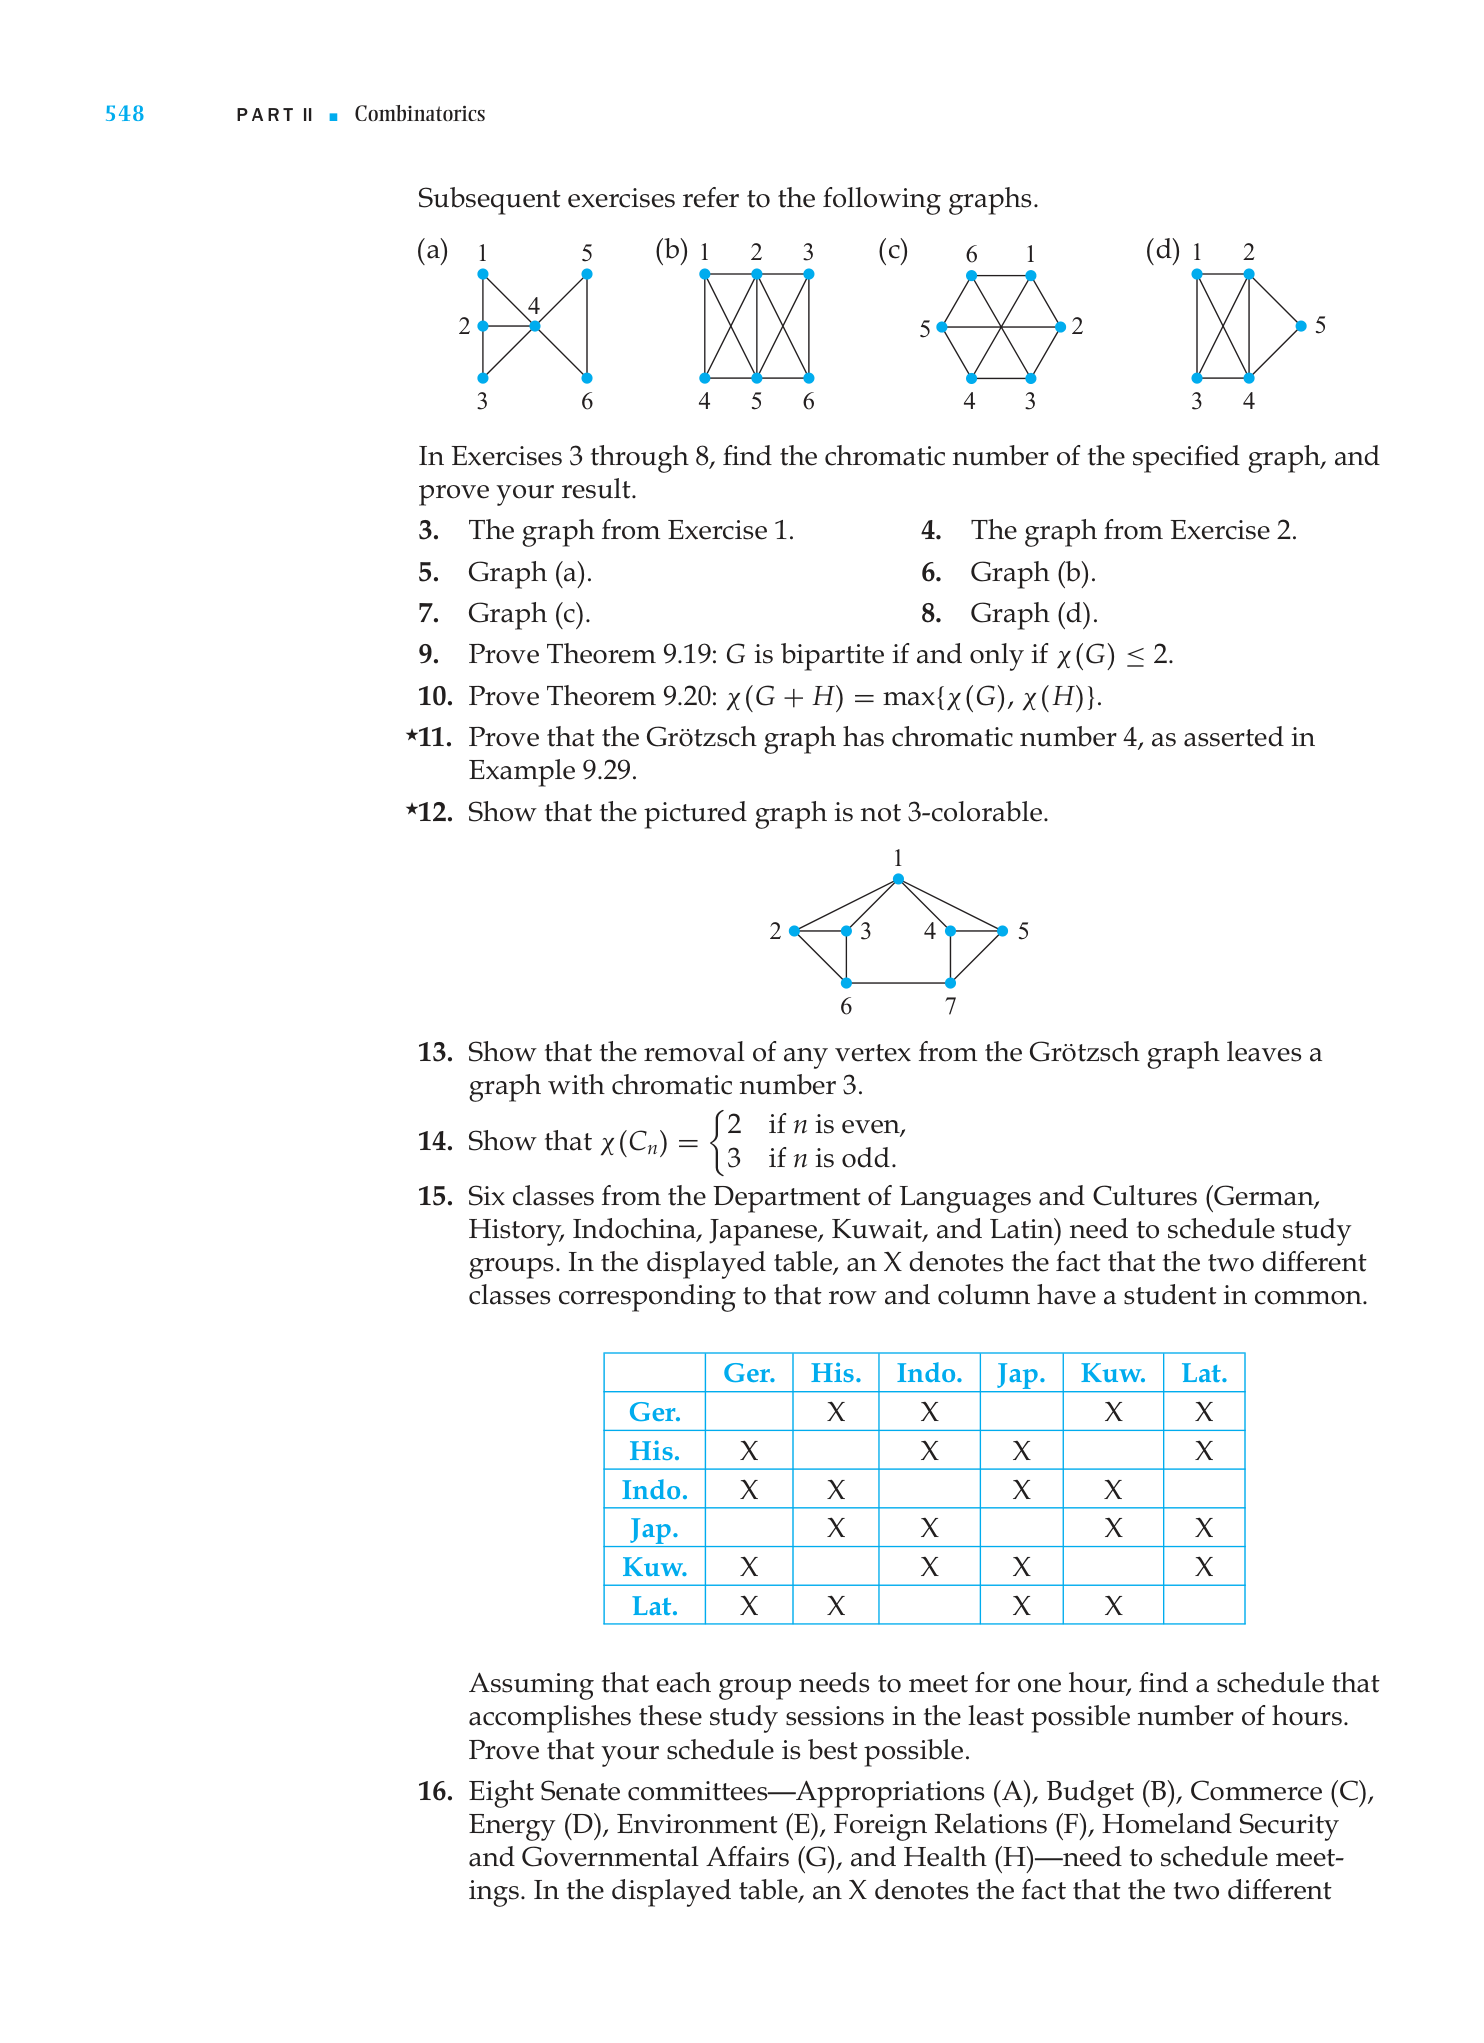 548 PART II ■ Combinatorics
Subsequent exercises refer to the following graphs.
(a) 1 5 (b) 1 2 3 (c) 6 1 (d) 1 2
4
2 5 2 5
3 6 4 5 6 4 3 3 4
In Exercises 3 through 8, find the chromatic number of the specified graph, and
prove your result.
3. The graph from Exercise 1. 4. The graph from Exercise 2.
5. Graph (a). 6. Graph (b).
7. Graph (c). 8. Graph (d).
9. Prove Theorem 9.19: G is bipartite if and only if χ(G) ≤ 2.
10. Prove Theorem 9.20: χ(G + H) = max{χ(G), χ(H)}.
★11. Prove that the Grötzsch graph has chromatic number 4, as asserted in
Example 9.29.
★12. Show that the pictured graph is not 3-colorable.
1
2 3 4 5
6 7
13. Show that the removal of any vertex from the Grötzsch graph leaves a
graph with chromatic number 3.
14. Show that χ(Cₙ) = { 2 if n is even,
3 if n is odd.
15. Six classes from the Department of Languages and Cultures (German,
History, Indochina, Japanese, Kuwait, and Latin) need to schedule study
groups. In the displayed table, an X denotes the fact that the two different
classes corresponding to that row and column have a student in common.
Ger. His. Indo. Jap. Kuw. Lat.
Ger. X X X X
His. X X X X
Indo. X X X X
Jap. X X X X
Kuw. X X X X
Lat. X X X X
Assuming that each group needs to meet for one hour, find a schedule that
accomplishes these study sessions in the least possible number of hours.
Prove that your schedule is best possible.
16. Eight Senate committees—Appropriations (A), Budget (B), Commerce (C),
Energy (D), Environment (E), Foreign Relations (F), Homeland Security
and Governmental Affairs (G), and Health (H)—need to schedule meet-
ings. In the displayed table, an X denotes the fact that the two different